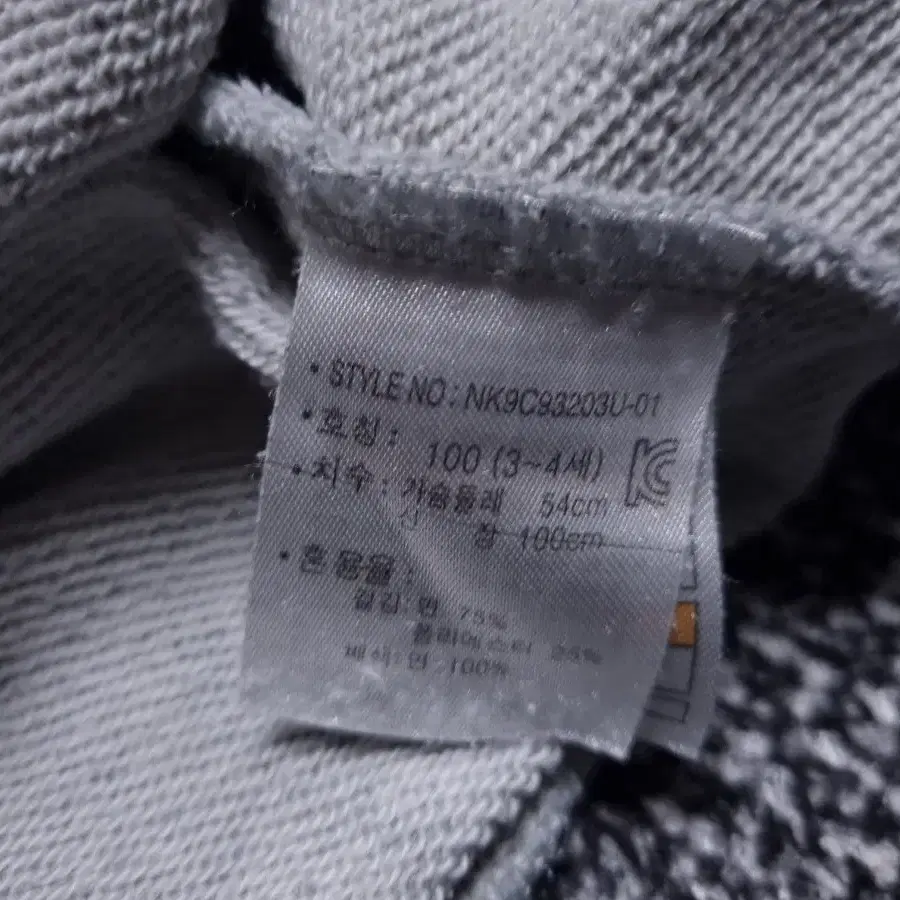 • STYLE NO : NK9C93203U-01
• 호칭 : 100 (3~4세)
• 치수 : 가슴둘레 54cm
신 장 100cm
• 혼용율 :
겉감: 면 75%
폴리에스터 25%
배색: 면 100%